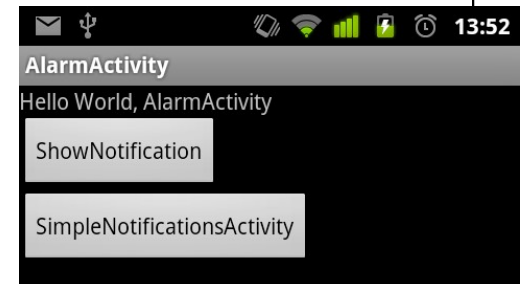 13:52
AlarmActivity
Hello World, AlarmActivity
ShowNotification
SimpleNotificationsActivity